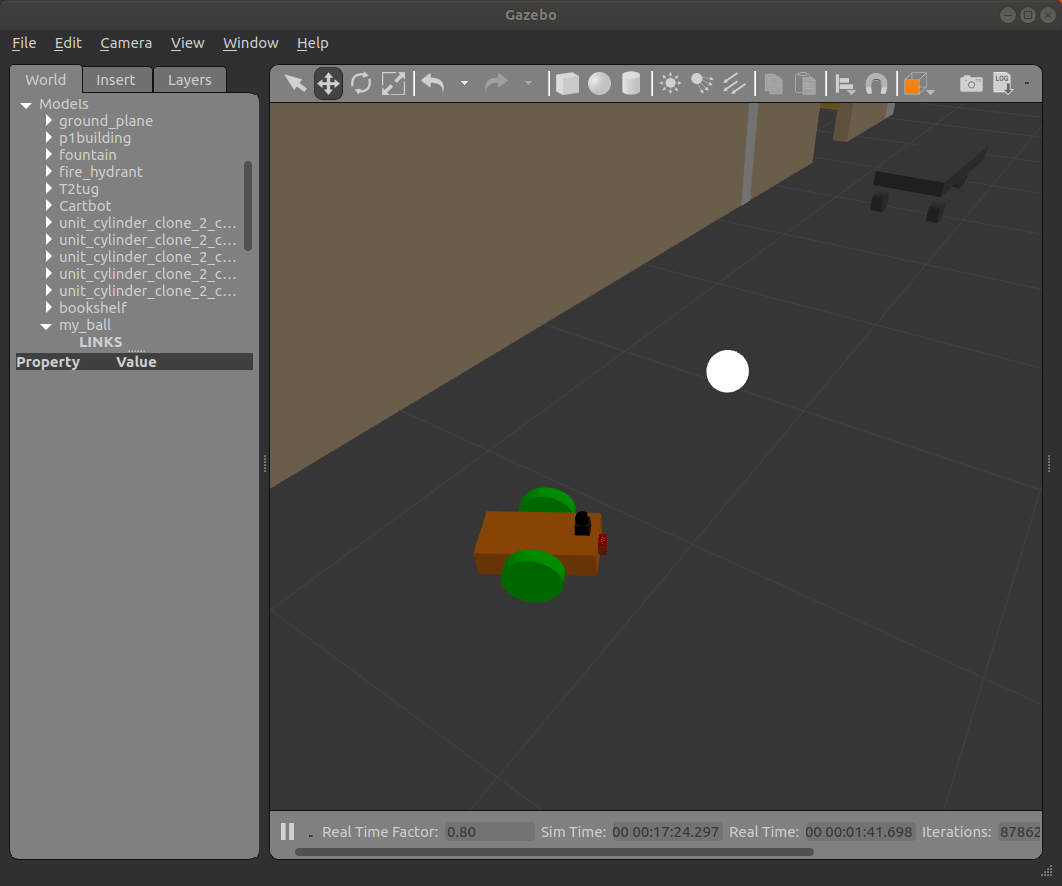 Gazebo
File Edit Camera View Window Help
World Insert Layers
LOG
Models
ground_plane
p1building
fountain
fire_hydrant
T2tug
Cartbot
unit_cylinder_clone_2_c...
unit_cylinder_clone_2_c...
unit_cylinder_clone_2_c...
unit_cylinder_clone_2_c...
unit_cylinder_clone_2_c...
bookshelf
my_ball
LINKS
Property Value
Real Time Factor: 0.80 Sim Time: 00 00:17:24.297 Real Time: 00 00:01:41.698 Iterations: 87862